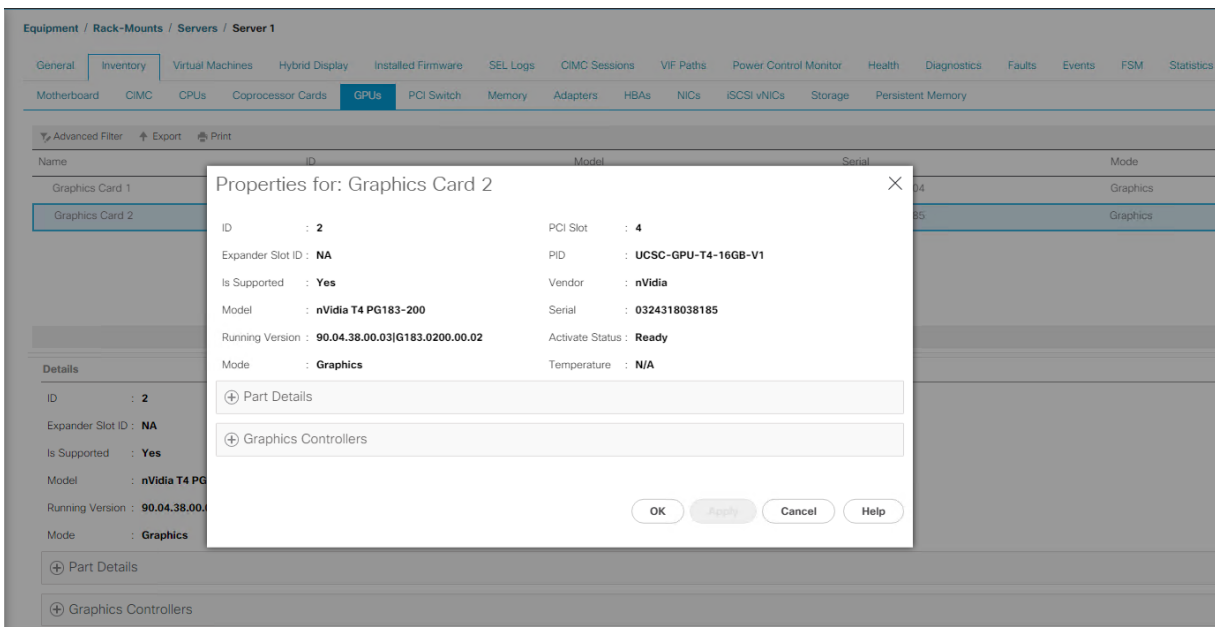 Equipment / Rack-Mounts / Servers / Server 1
General Inventory Virtual Machines Hybrid Display Installed Firmware SEL Logs CIMC Sessions VIF Paths Power Control Monitor Health Diagnostics Faults Events FSM Statistics
Motherboard CIMC CPUs Coprocessor Cards GPUs PCI Switch Memory Adapters HBAs NICs iSCSI vNICs Storage Persistent Memory
Advanced Filter Export Print
Name ID Model Serial Mode
Graphics Card 1 04 Graphics
Graphics Card 2 85 Graphics
Properties for: Graphics Card 2
ID : 2 PCI Slot : 4
Expander Slot ID : NA PID : UCSC-GPU-T4-16GB-V1
Is Supported : Yes Vendor : nVidia
Model : nVidia T4 PG183-200 Serial : 0324318038185
Running Version : 90.04.38.00.03|G183.0200.00.02 Activate Status : Ready
Mode : Graphics Temperature : N/A
Part Details
Graphics Controllers
OK Apply Cancel Help
Details
ID : 2
Expander Slot ID : NA
Is Supported : Yes
Model : nVidia T4 PG
Running Version : 90.04.38.00.
Mode : Graphics
Part Details
Graphics Controllers